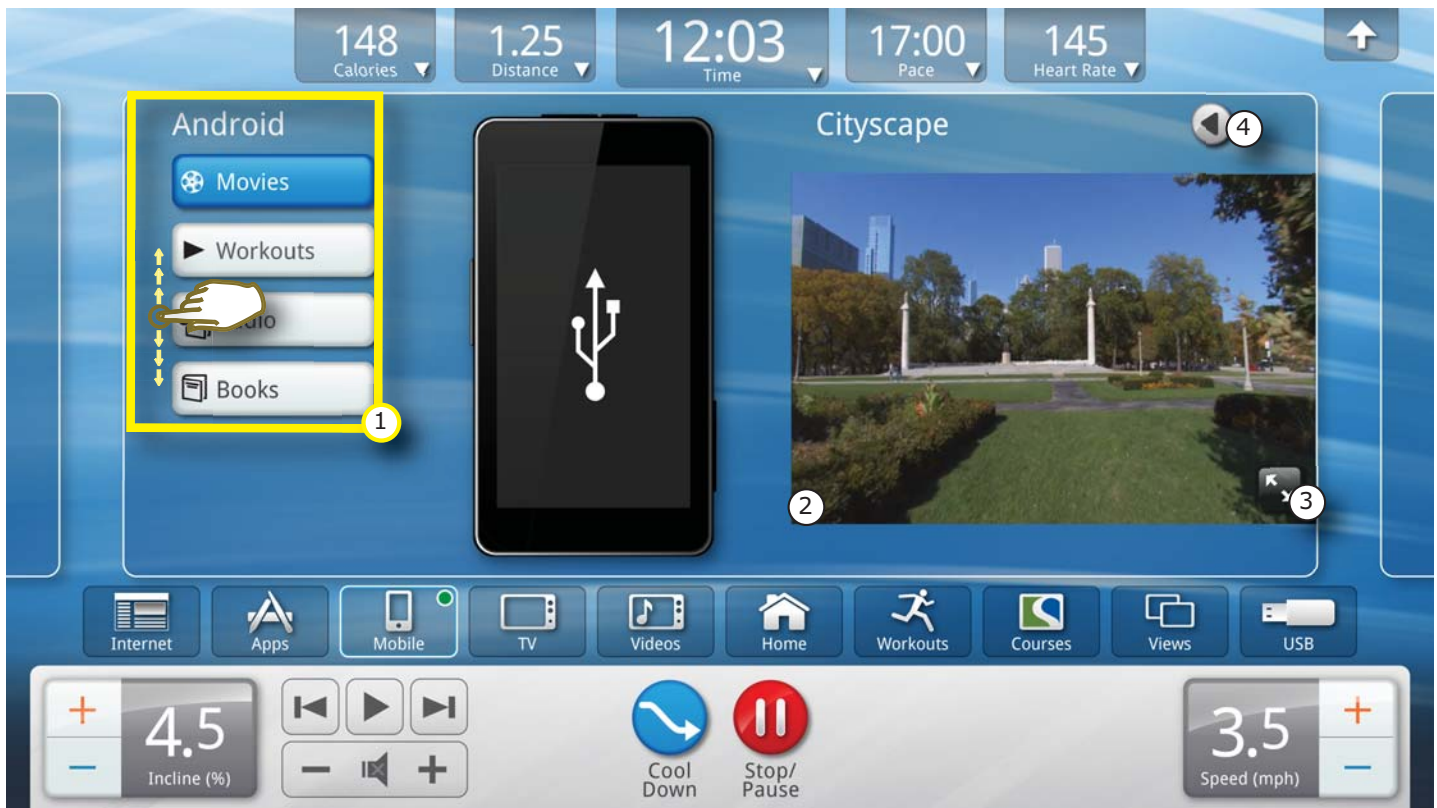 148
Calories
1.25
Distance
12:03
Time
17:00
Pace
145
Heart Rate
Android
Movies
Workouts
Books
1
Cityscape
4
2
3
Internet
Apps
Mobile
TV
Videos
Home
Workouts
Courses
Views
USB
+
4.5
Incline (%)
−
− +
Cool
Down
Stop/
Pause
3.5
Speed (mph)
+
−